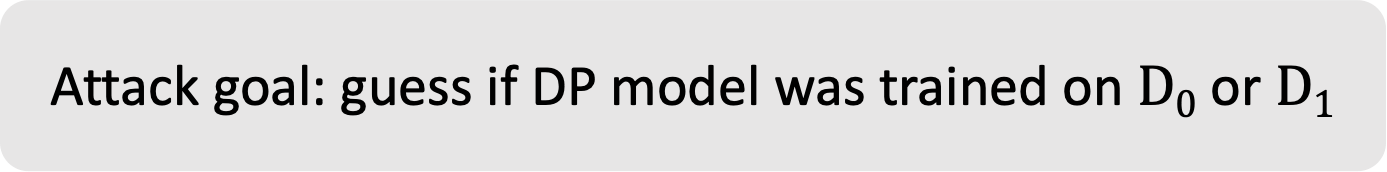 Attack goal: guess if DP model was trained on D₀ or D₁